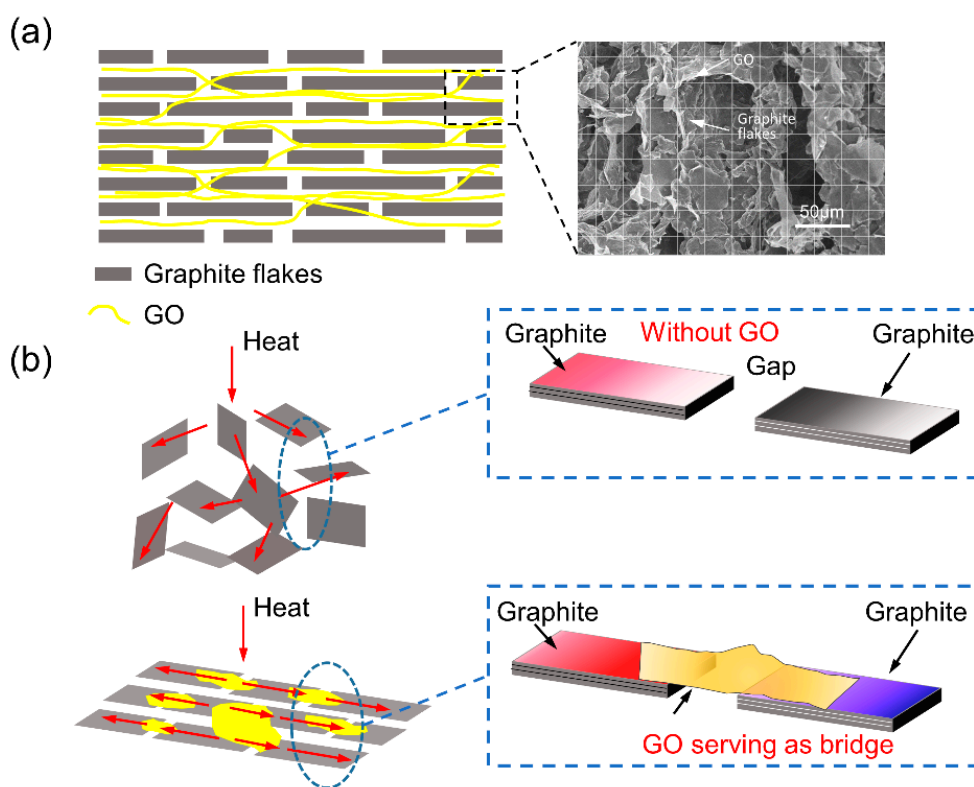 (a)
GO
Graphite
flakes
50μm
Graphite flakes
GO
(b)
Heat
Without GO
Graphite
Graphite
Gap
Heat
Graphite
Graphite
GO serving as bridge